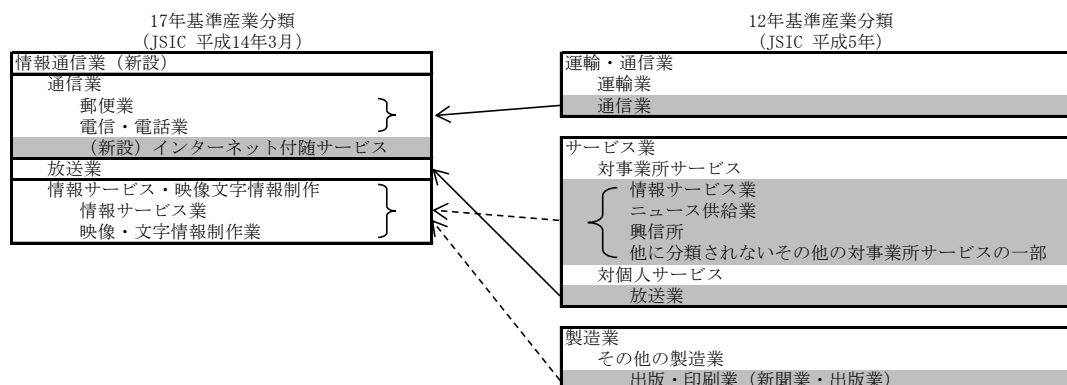 17年基準産業分類
(JSIC 平成14年3月)
情報通信業（新設）
通信業
郵便業
電信・電話業
（新設）インターネット付随サービス
放送業
情報サービス・映像文字情報制作
情報サービス業
映像・文字情報制作業
12年基準産業分類
(JSIC 平成5年)
運輸・通信業
運輸業
通信業
サービス業
対事業所サービス
情報サービス業
ニュース供給業
興信所
他に分類されないその他の対事業所サービスの一部
対個人サービス
放送業
製造業
その他の製造業
出版・印刷業（新聞業・出版業）